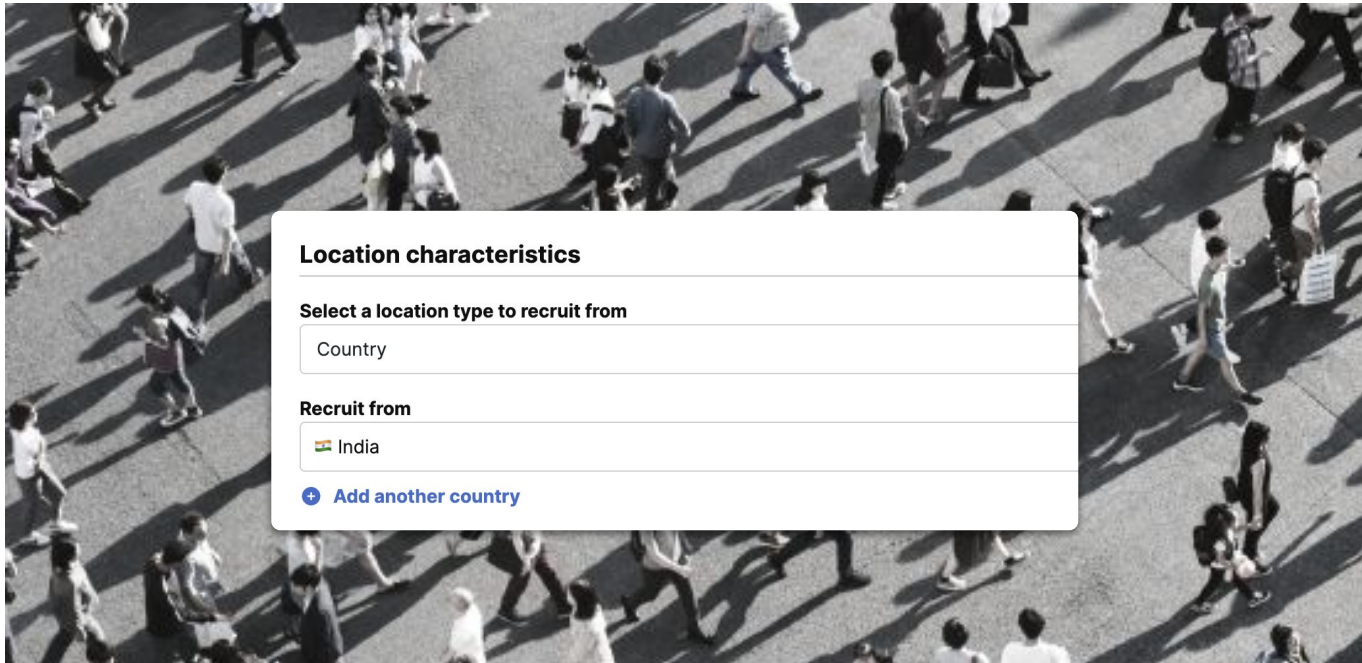 Location characteristics
Select a location type to recruit from
Country
Recruit from
India
Add another country